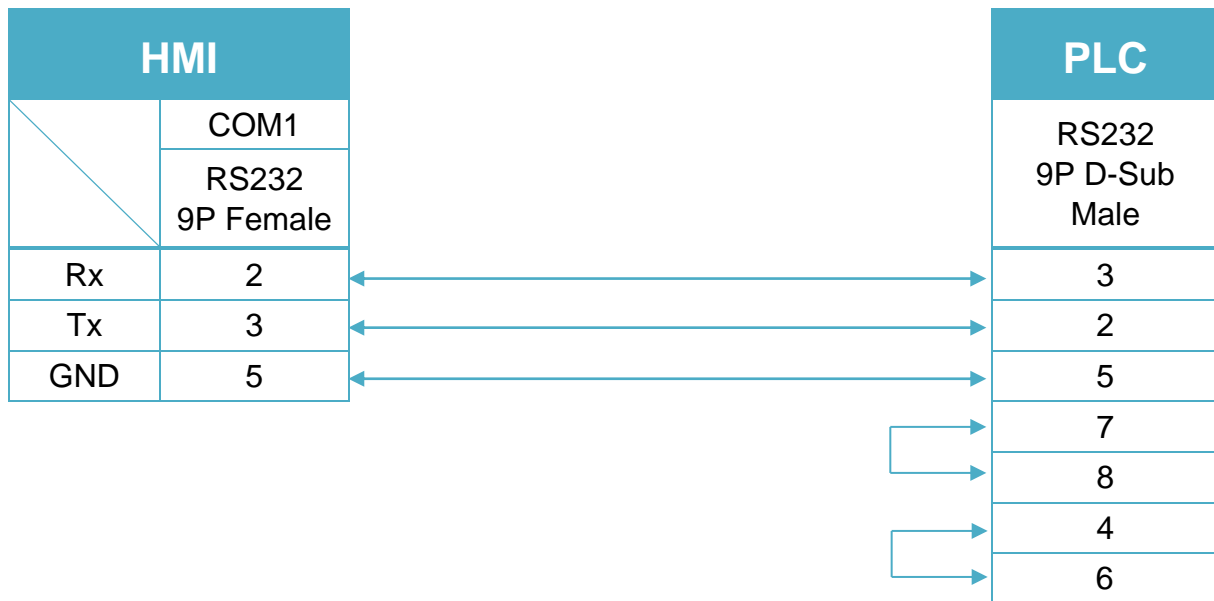 HMI
PLC
COM1
RS232
9P Female
RS232
9P D-Sub
Male
Rx 2 3
Tx 3 2
GND 5 5
7
8
4
6